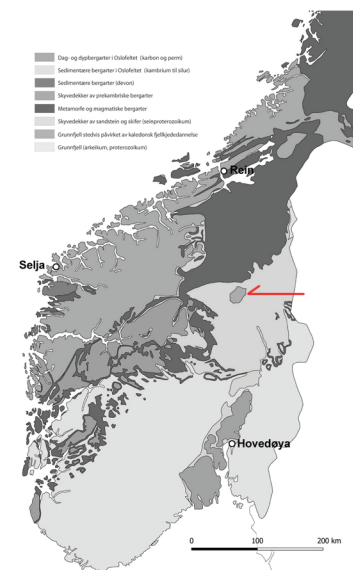 Dag- og dypbergarter i Oslofeltet (karbon og perm)
Sedimentære bergarter i Oslofeltet (kambrium til silur)
Sedimentære bergarter (devon)
Skyvedekker av prekambriske bergarter
Metamorfe og magmatiske bergarter
Skyvedekker av sandstein og skifer (seinproterozoikum)
Grunnfjell stedvis påvirket av kaledonsk fjellkjededannelse
Grunnfjell (arkeikum, proterozoikum)
Rein
Selja
Hovedøya
0 100 200 km